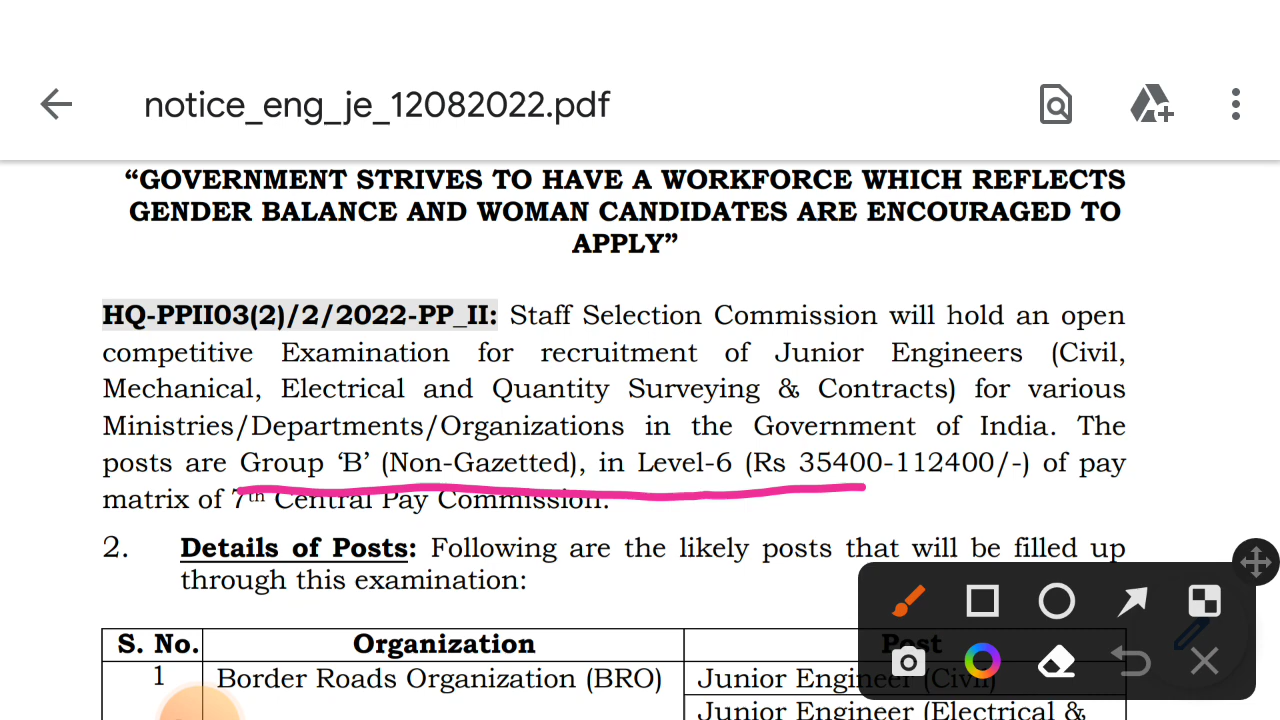 notice_eng_je_12082022.pdf
“GOVERNMENT STRIVES TO HAVE A WORKFORCE WHICH REFLECTS
GENDER BALANCE AND WOMAN CANDIDATES ARE ENCOURAGED TO
APPLY”
HQ-PPII03(2)/2/2022-PP_II: Staff Selection Commission will hold an open
competitive Examination for recruitment of Junior Engineers (Civil,
Mechanical, Electrical and Quantity Surveying & Contracts) for various
Ministries/Departments/Organizations in the Government of India. The
posts are Group ‘B’ (Non-Gazetted), in Level-6 (Rs 35400-112400/-) of pay
matrix of 7th Central Pay Commission.
2. Details of Posts: Following are the likely posts that will be filled up
through this examination:
S. No. Organization Post
1 Border Roads Organization (BRO) Junior Engineer (Civil)
Junior Engineer (Electrical &